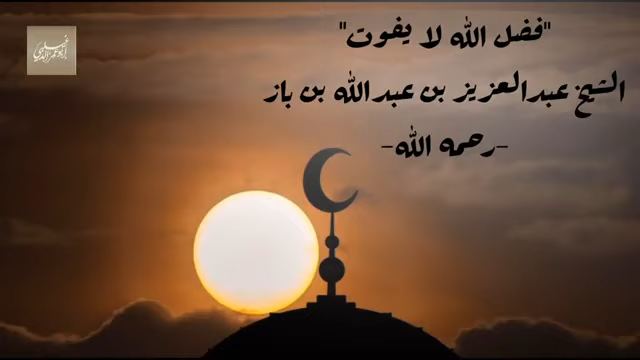 "فضل الله لا يفوت"
الشيخ عبدالعزيز بن عبدالله بن باز
-رحمه الله-